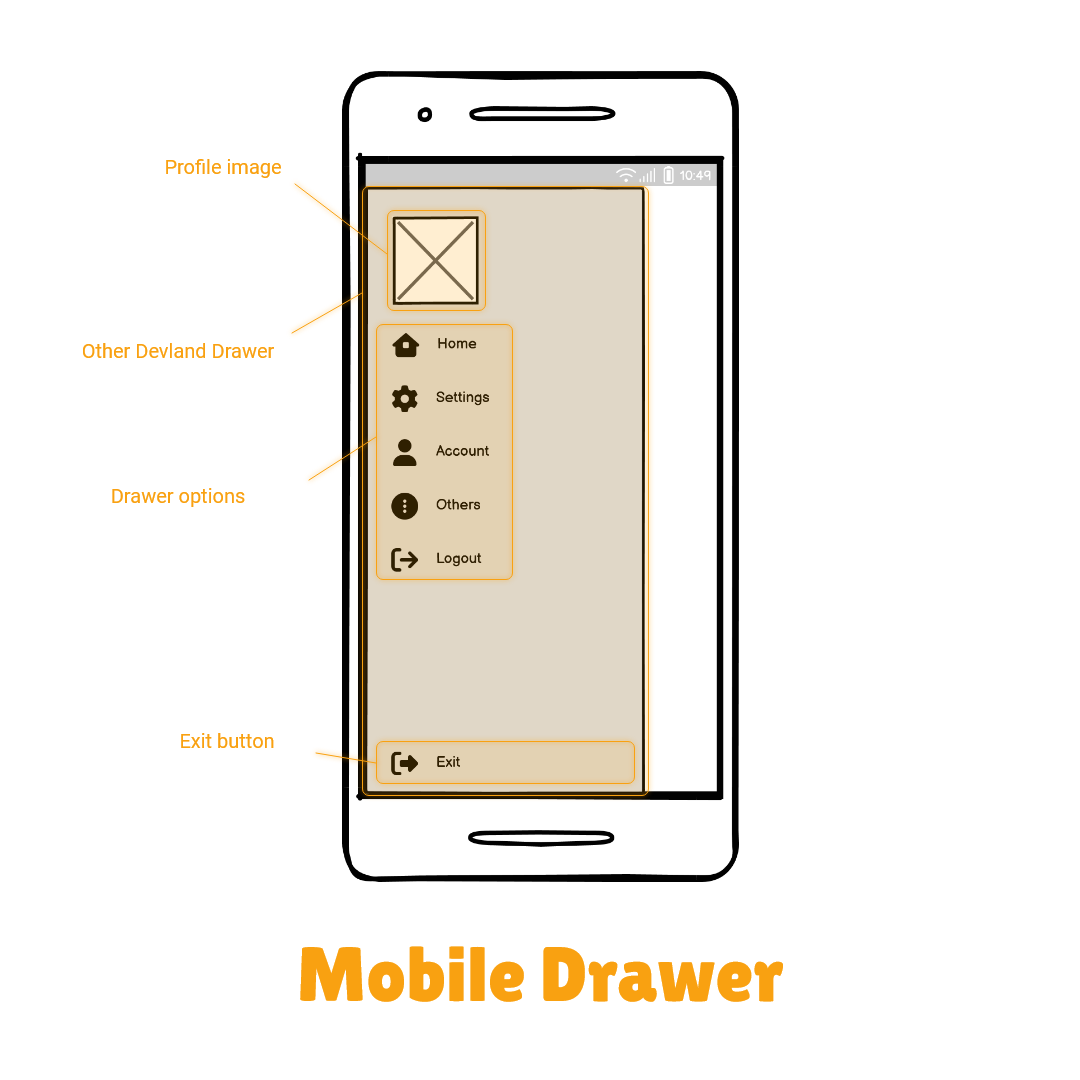 10:49
Profile image
Other Devland Drawer
Home
Settings
Account
Drawer options
Others
Logout
Exit button
Exit
Mobile Drawer